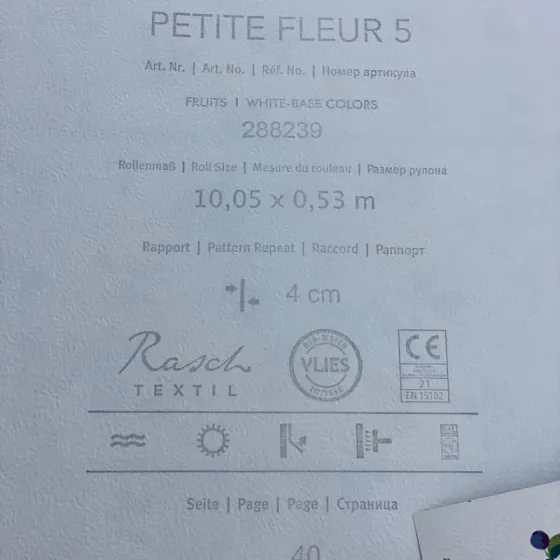 PETITE FLEUR 5
Art. Nr. | Art. No. | Réf. No. | Номер артикула
FRUITS | WHITE-BASE COLORS
288239
Rollenmaß | Roll Size | Mesure du rouleau | Размер рулона
10,05 x 0,53 m
Rapport | Pattern Repeat | Raccord | Раппорт
4 cm
Rasch
TEXTIL
VLIES
CE
21
EN 15102
Seite | Page | Page | Страница
40